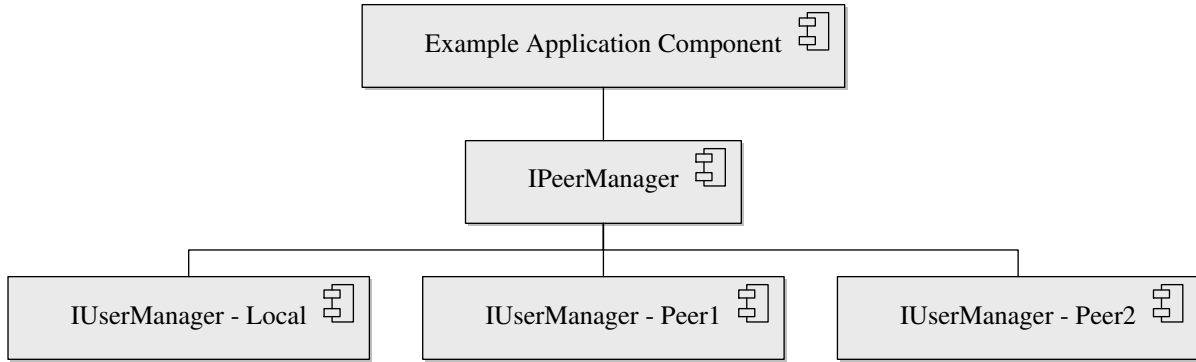 Example Application Component
IPeerManager
IUserManager - Local
IUserManager - Peer1
IUserManager - Peer2